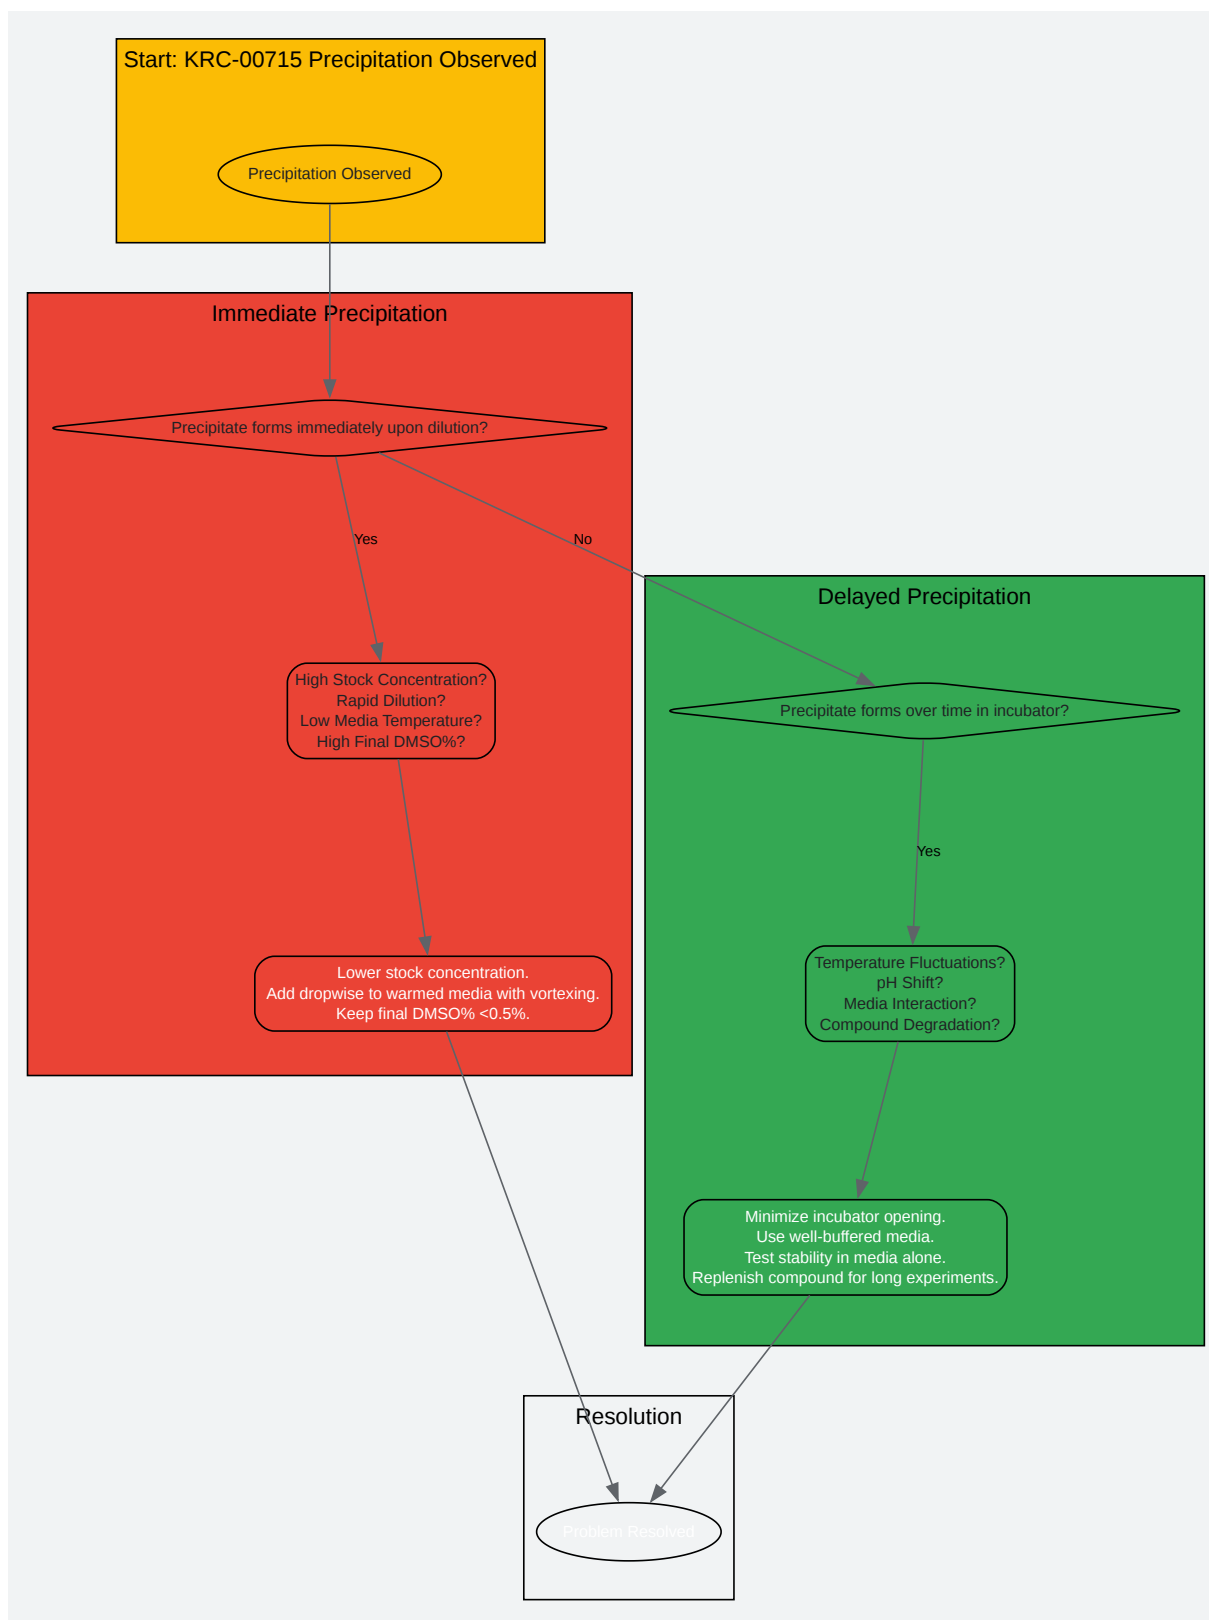 Start: KRC-00715 Precipitation Observed
Precipitation Observed
Immediate Precipitation
Precipitate forms immediately upon dilution?
Yes
No
High Stock Concentration?
Rapid Dilution?
Low Media Temperature?
High Final DMSO%?
Lower stock concentration.
Add dropwise to warmed media with vortexing.
Keep final DMSO% <0.5%.
Delayed Precipitation
Precipitate forms over time in incubator?
Yes
Temperature Fluctuations?
pH Shift?
Media Interaction?
Compound Degradation?
Minimize incubator opening.
Use well-buffered media.
Test stability in media alone.
Replenish compound for long experiments.
Resolution
Problem Resolved